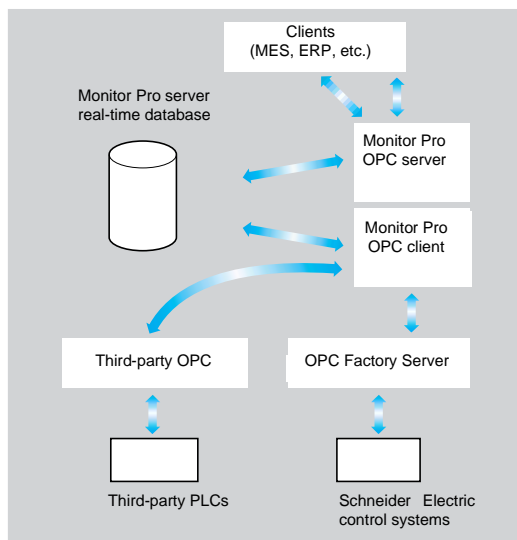 Clients
(MES, ERP, etc.)
Monitor Pro server
real-time database
Monitor Pro
OPC server
Monitor Pro
OPC client
Third-party OPC
OPC Factory Server
Third-party PLCs
Schneider Electric
control systems